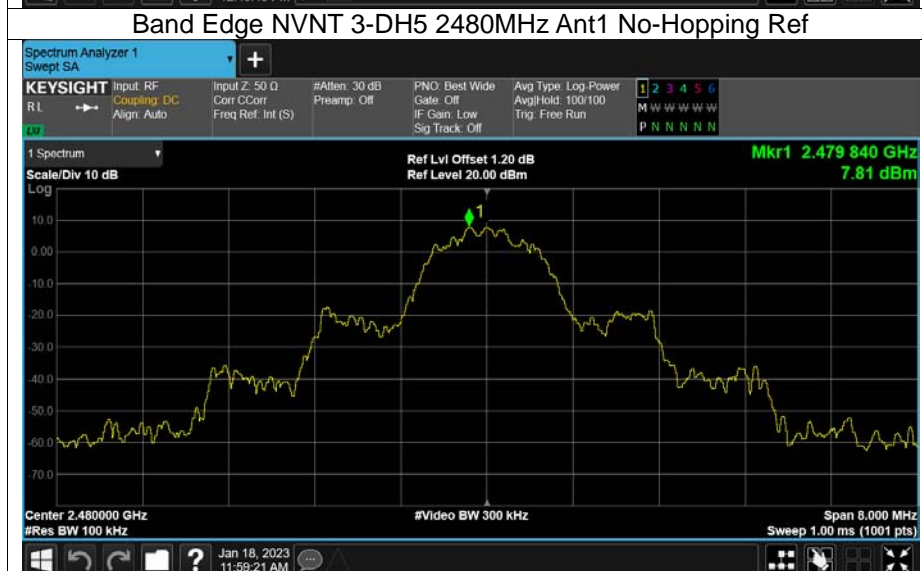 Band Edge NVNT 3-DH5 2480MHz Ant1 No-Hopping Ref
Spectrum Analyzer 1
Swept SA
+
KEYSIGHT
R L
LXI
Input: RF
Coupling: DC
Align: Auto
Input Z: 50 Ω
Corr CCorr
Freq Ref: Int (S)
#Atten: 30 dB
Preamp: Off
PNO: Best Wide
Gate: Off
IF Gain: Low
Sig Track: Off
Avg Type: Log-Power
Avg|Hold: 100/100
Trig: Free Run
1 2 3 4 5 6
M W W W W W
P N N N N N
1 Spectrum
Scale/Div 10 dB
Ref Lvl Offset 1.20 dB
Ref Level 20.00 dBm
Mkr1 2.479 840 GHz
7.81 dBm
Log
10.0
0.00
-10.0
-20.0
-30.0
-40.0
-50.0
-60.0
-70.0
1
Center 2.480000 GHz
#Res BW 100 kHz
#Video BW 300 kHz
Span 8.000 MHz
Sweep 1.00 ms (1001 pts)
?
Jan 18, 2023
11:59:21 AM